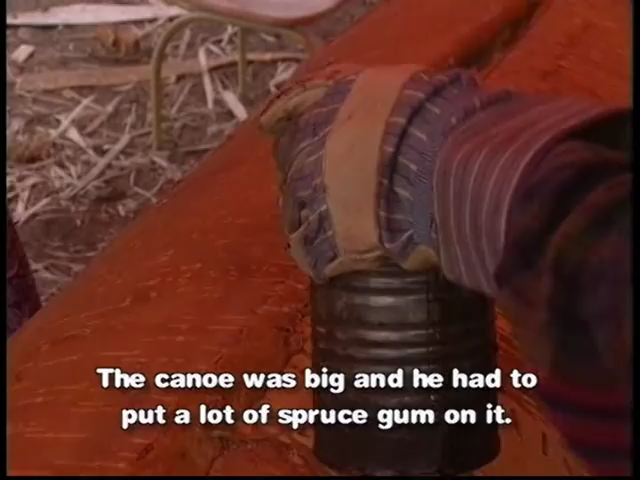 The canoe was big and he had to
put a lot of spruce gum on it.